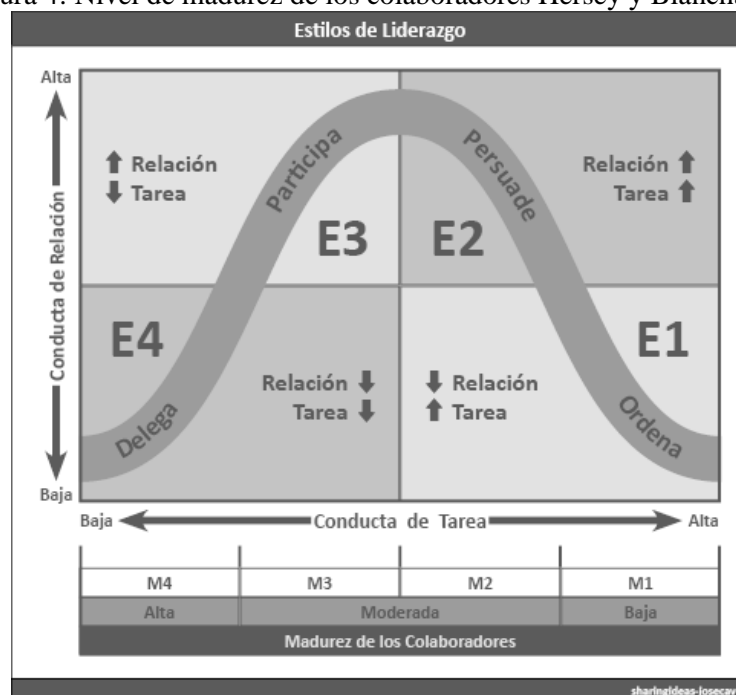 ura 4. Nivel de madurez de los colaboradores Hersey y Blancha
Estilos de Liderazgo
Alta
Conducta de Relación
Baja
Relación
Tarea
Participa
E3
Persuade
E2
Relación
Tarea
E4
Delega
Relación
Tarea
Relación
Tarea
E1
Ordena
Baja
Conducta de Tarea
Alta
M4 M3 M2 M1
Alta Moderada Baja
Madurez de los Colaboradores
sharingideas-josecav